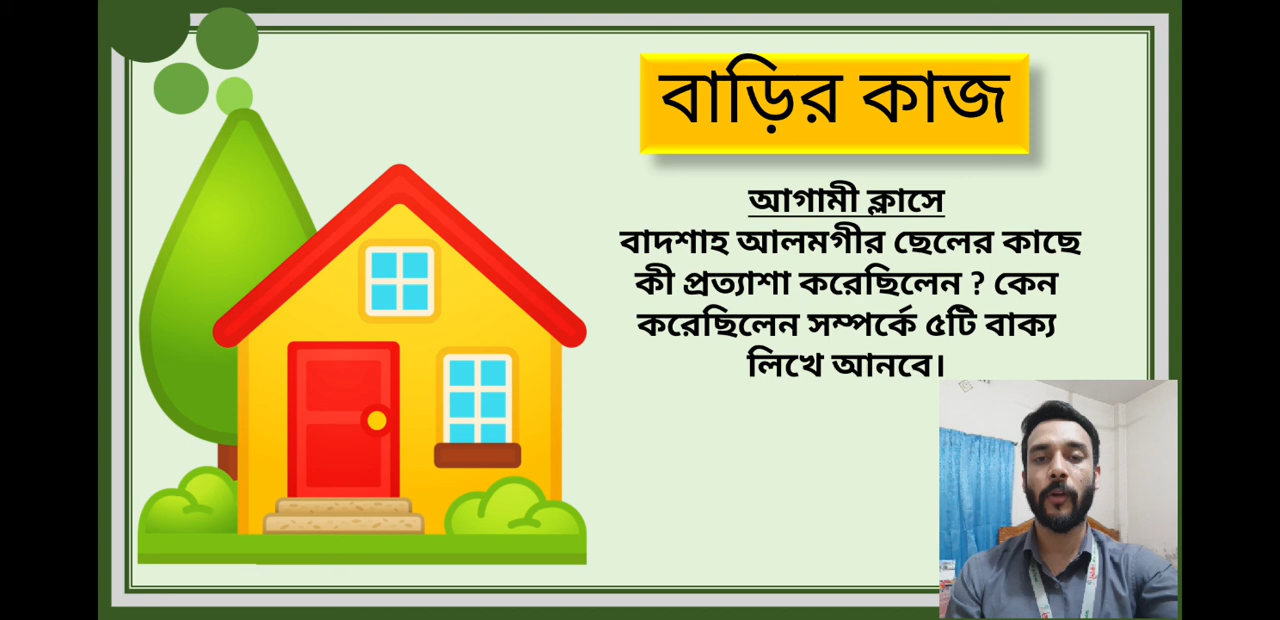 বাড়ির কাজ
আগামী ক্লাসে
বাদশাহ আলমগীর ছেলের কাছে
কী প্রত্যাশা করেছিলেন ? কেন
করেছিলেন সম্পর্কে ৫টি বাক্য
লিখে আনবে।